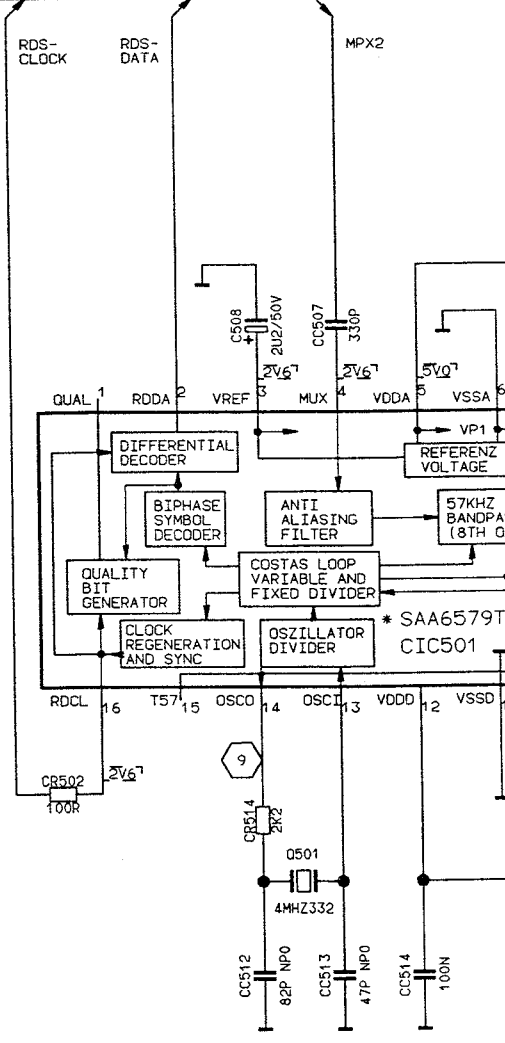 RDS-
CLOCK
RDS-
DATA
MPX2
C508
2U2/50V
+
CC507
330P
2V6
2V6
5V0
QUAL 1
RDDA 2
VREF 3
MUX 4
VDDA 5
VSSA 6
VP1
DIFFERENTIAL
DECODER
REFERENZ
VOLTAGE
BIPHASE
SYMBOL
DECODER
ANTI
ALIASING
FILTER
57KHZ
BANDPA
(8TH O
QUALITY
BIT
GENERATOR
COSTAS LOOP
VARIABLE AND
FIXED DIVIDER
CLOCK
REGENERATION
AND SYNC
OSZILLATOR
DIVIDER
* SAA6579T
CIC501
RDCL 16
T57 15
OSCO 14
OSCI 13
VDDD 12
VSSD
2V6
9
CR502
100R
CR514
2K2
Q501
4MHZ332
CC512
82P NP0
CC513
47P NP0
CC514
100N